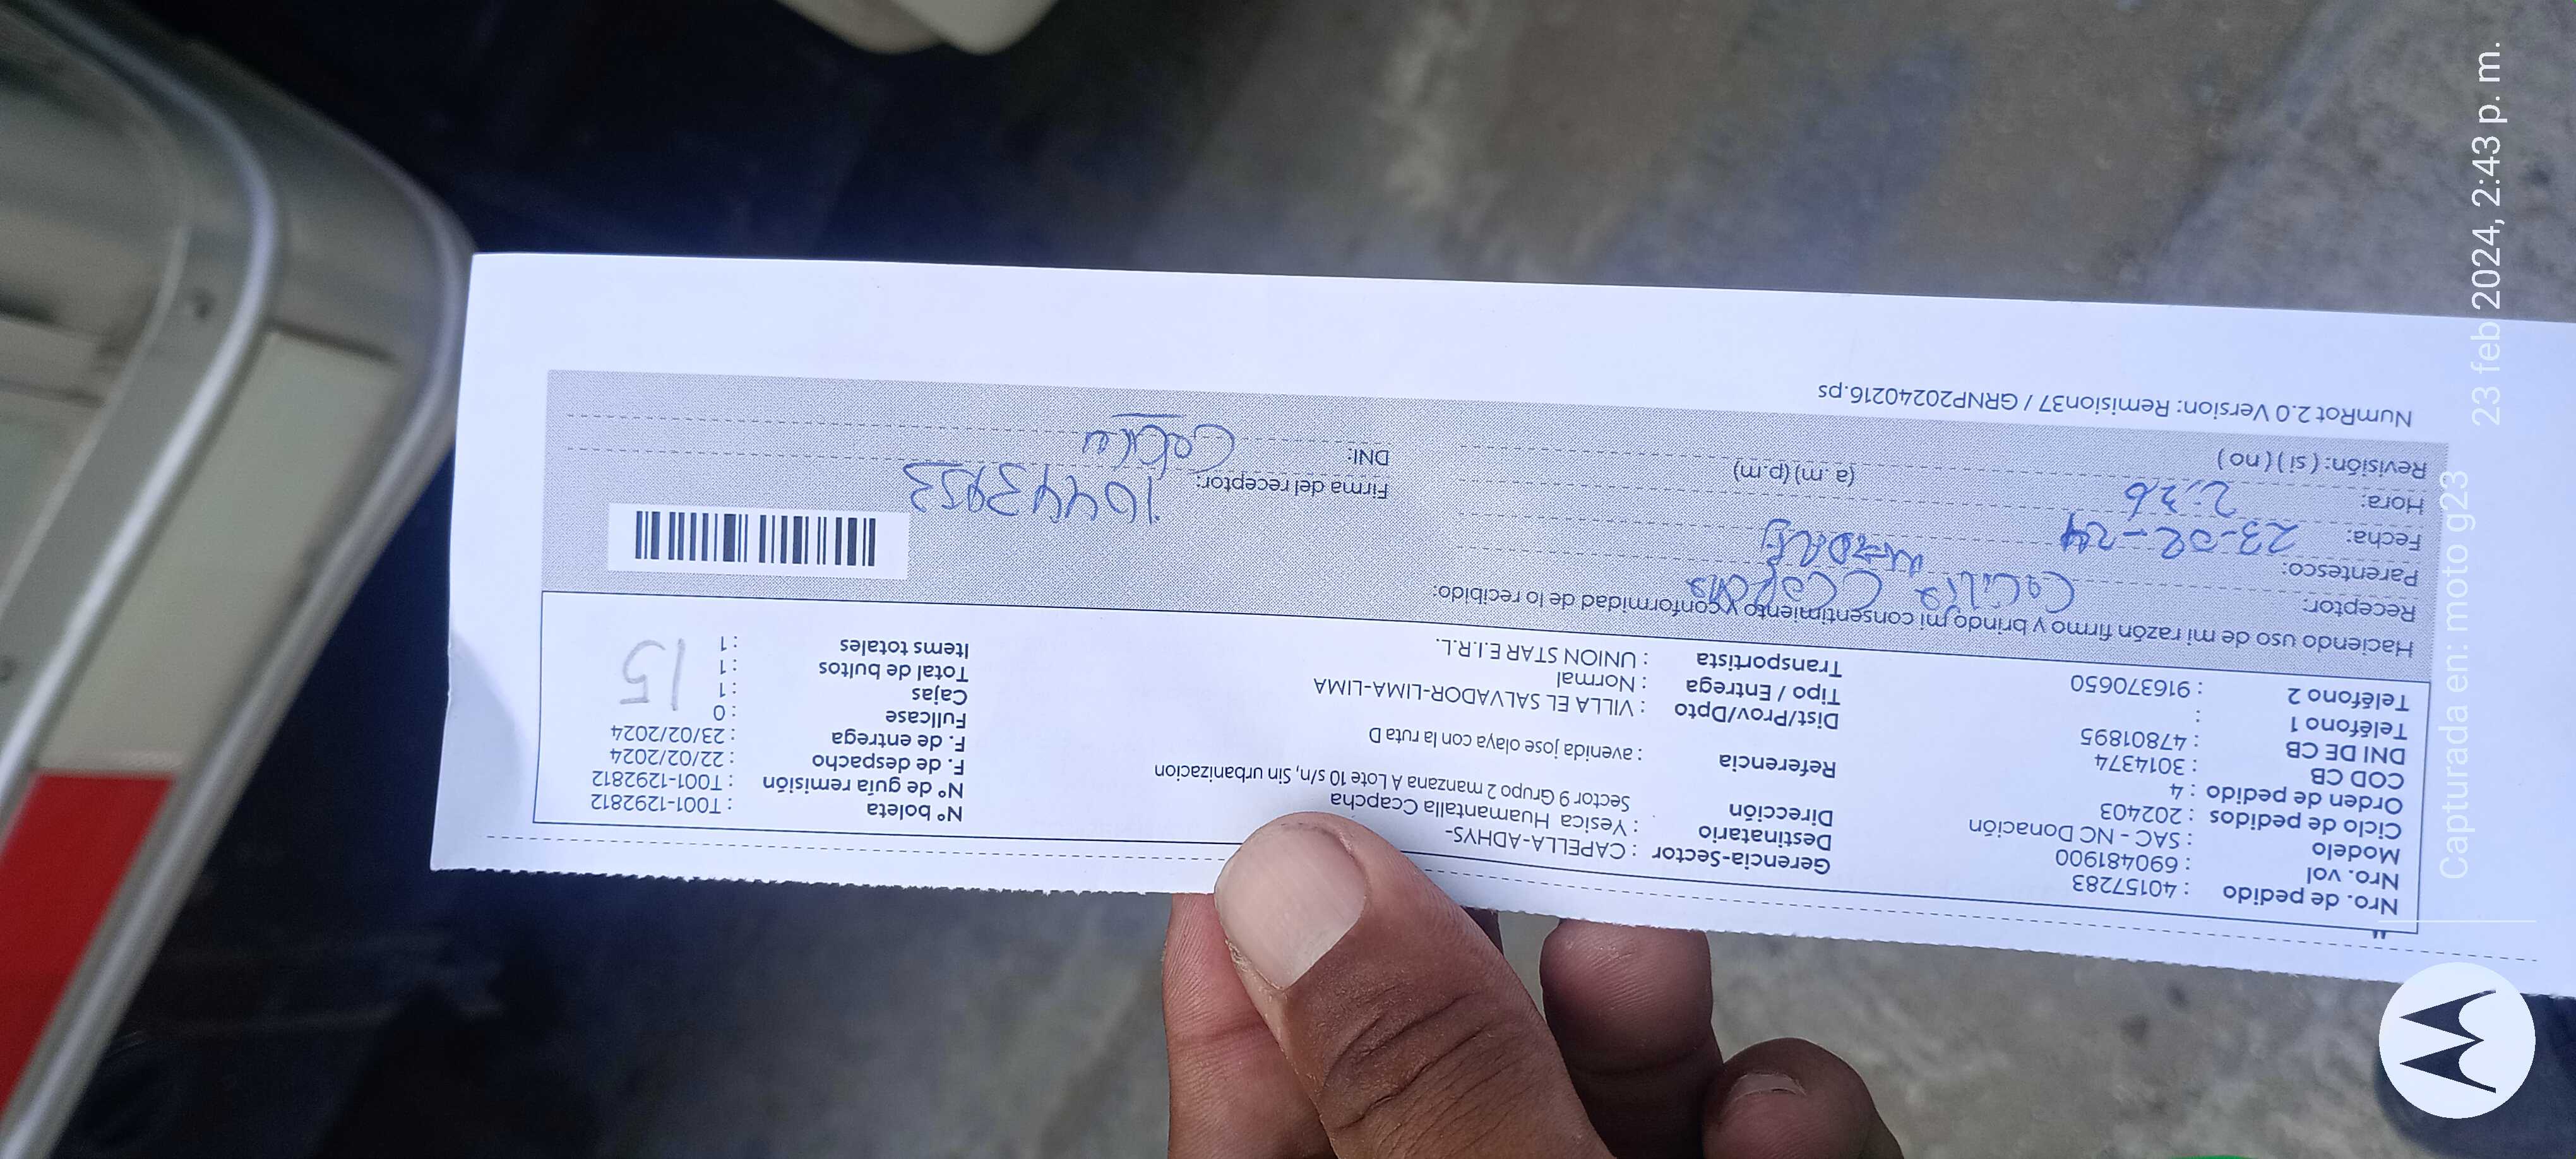 Nro. de pedido : 40157283
Nro. vol : 690481900
Modelo : SAC - NC Donación
Ciclo de pedidos : 202403
Orden de pedido : 4
COD CB : 3014374
DNI DE CB : 47801895
Teléfono 1 :
Teléfono 2 : 916370650
Gerencia-Sector : CAPELLA-ADHYS-
Destinatario : Yesica Huamantalla Ccapcha
Dirección
Sector 9 Grupo 2 manzana A Lote 10 s/n, Sin urbanizacion
Referencia : avenida jose olaya con la ruta D
Dist/Prov/Dpto : VILLA EL SALVADOR-LIMA-LIMA
Tipo / Entrega : Normal
Transportista : UNION STAR E.I.R.L.
N° boleta : T001-1292812
N° de guía remisión : T001-1292812
F. de despacho : 22/02/2024
F. de entrega : 23/02/2024
Fullcase : 0
Cajas : 1
Total de bultos : 1
Items totales : 1
15
Haciendo uso de mi razón firmo y brindo mi consentimiento y conformidad de lo recibido:
Receptor:
Parentesco:
Fecha: 23-02-24
Hora: 2:36 (a.m) (p.m)
Revisión: ( si ) ( no )
Firma del receptor:
DNI:
NumRot 2.0 Version: Remision37 / GRNP20240216.ps
Capturada en: moto g23 23 feb 2024, 2:43 p. m.